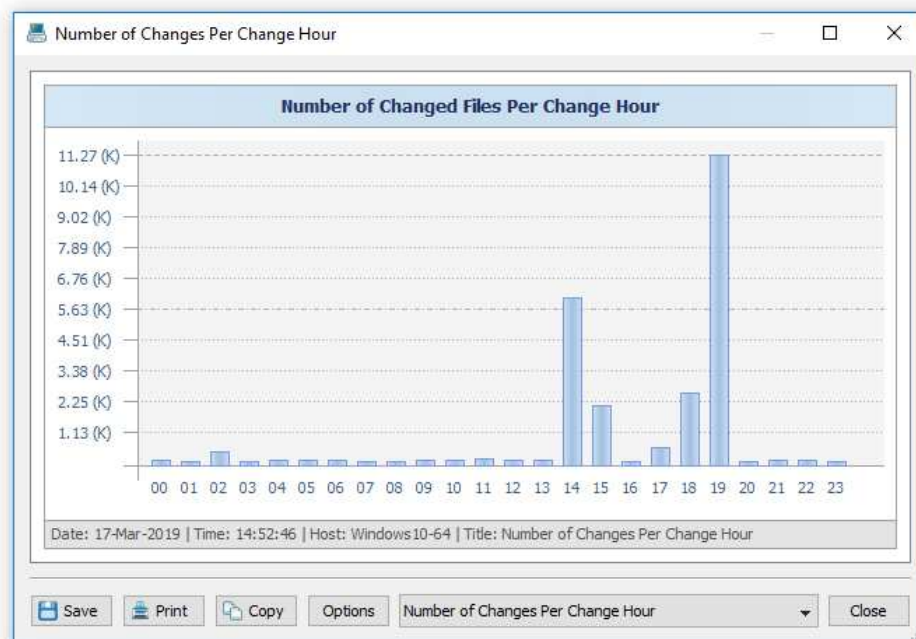 Number of Changes Per Change Hour
Number of Changed Files Per Change Hour
11.27 (K)
10.14 (K)
9.02 (K)
7.89 (K)
6.76 (K)
5.63 (K)
4.51 (K)
3.38 (K)
2.25 (K)
1.13 (K)
00 01 02 03 04 05 06 07 08 09 10 11 12 13 14 15 16 17 18 19 20 21 22 23
Date: 17-Mar-2019 | Time: 14:52:46 | Host: Windows10-64 | Title: Number of Changes Per Change Hour
Save Print Copy Options Number of Changes Per Change Hour Close